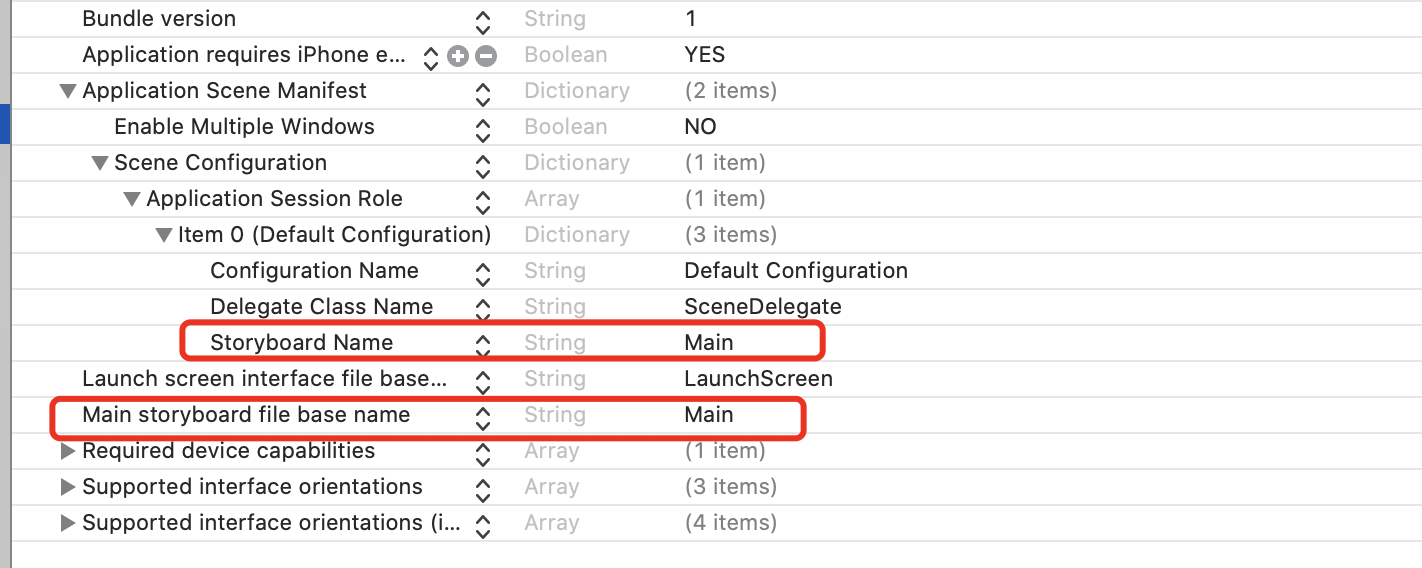 Bundle version String 1
Application requires iPhone e... Boolean YES
Application Scene Manifest Dictionary (2 items)
Enable Multiple Windows Boolean NO
Scene Configuration Dictionary (1 item)
Application Session Role Array (1 item)
Item 0 (Default Configuration) Dictionary (3 items)
Configuration Name String Default Configuration
Delegate Class Name String SceneDelegate
Storyboard Name String Main
Launch screen interface file base... String LaunchScreen
Main storyboard file base name String Main
Required device capabilities Array (1 item)
Supported interface orientations Array (3 items)
Supported interface orientations (i... Array (4 items)